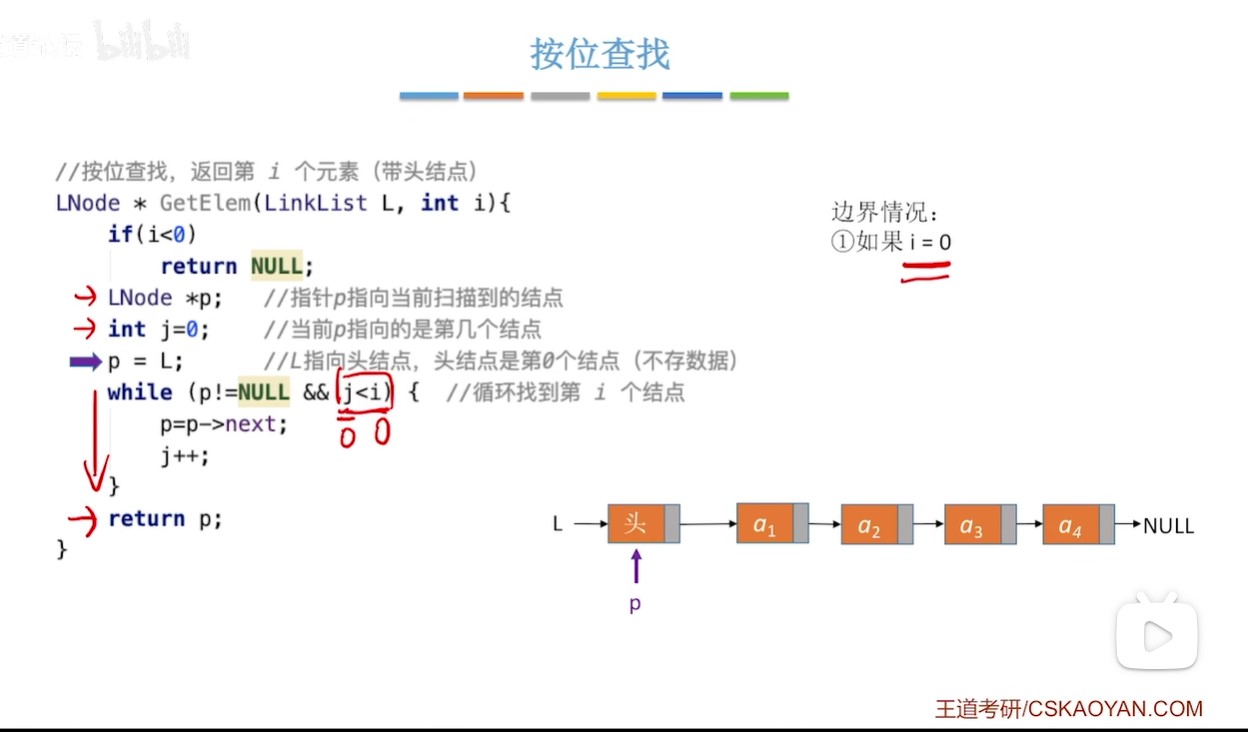 bilibili
按位查找
//按位查找，返回第 i 个元素（带头结点）
LNode * GetElem(LinkList L, int i){
if(i<0)
return NULL;
LNode *p; //指针p指向当前扫描到的结点
int j=0; //当前p指向的是第几个结点
p = L; //L指向头结点，头结点是第0个结点（不存数据）
while (p!=NULL && j<i) { //循环找到第 i 个结点
p=p->next;
0 0
j++;
}
return p;
}
边界情况：
①如果 i = 0
L 头 a1 a2 a3 a4 NULL
p
王道考研/CSKAOYAN.COM